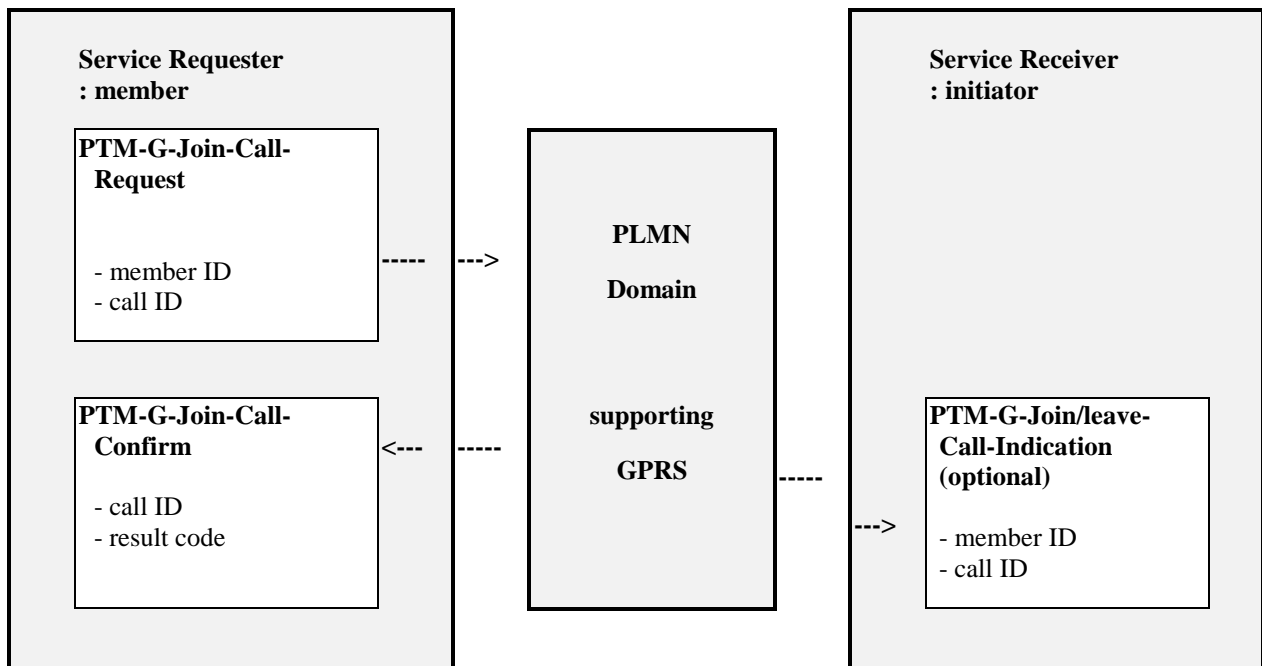 Service Requester
: member
PTM-G-Join-Call-
Request
- member ID
- call ID
----- --->
PTM-G-Join-Call-
Confirm
- call ID
- result code
<--- -----
PLMN
Domain
supporting
GPRS
----- --->
Service Receiver
: initiator
PTM-G-Join/leave-
Call-Indication
(optional)
- member ID
- call ID